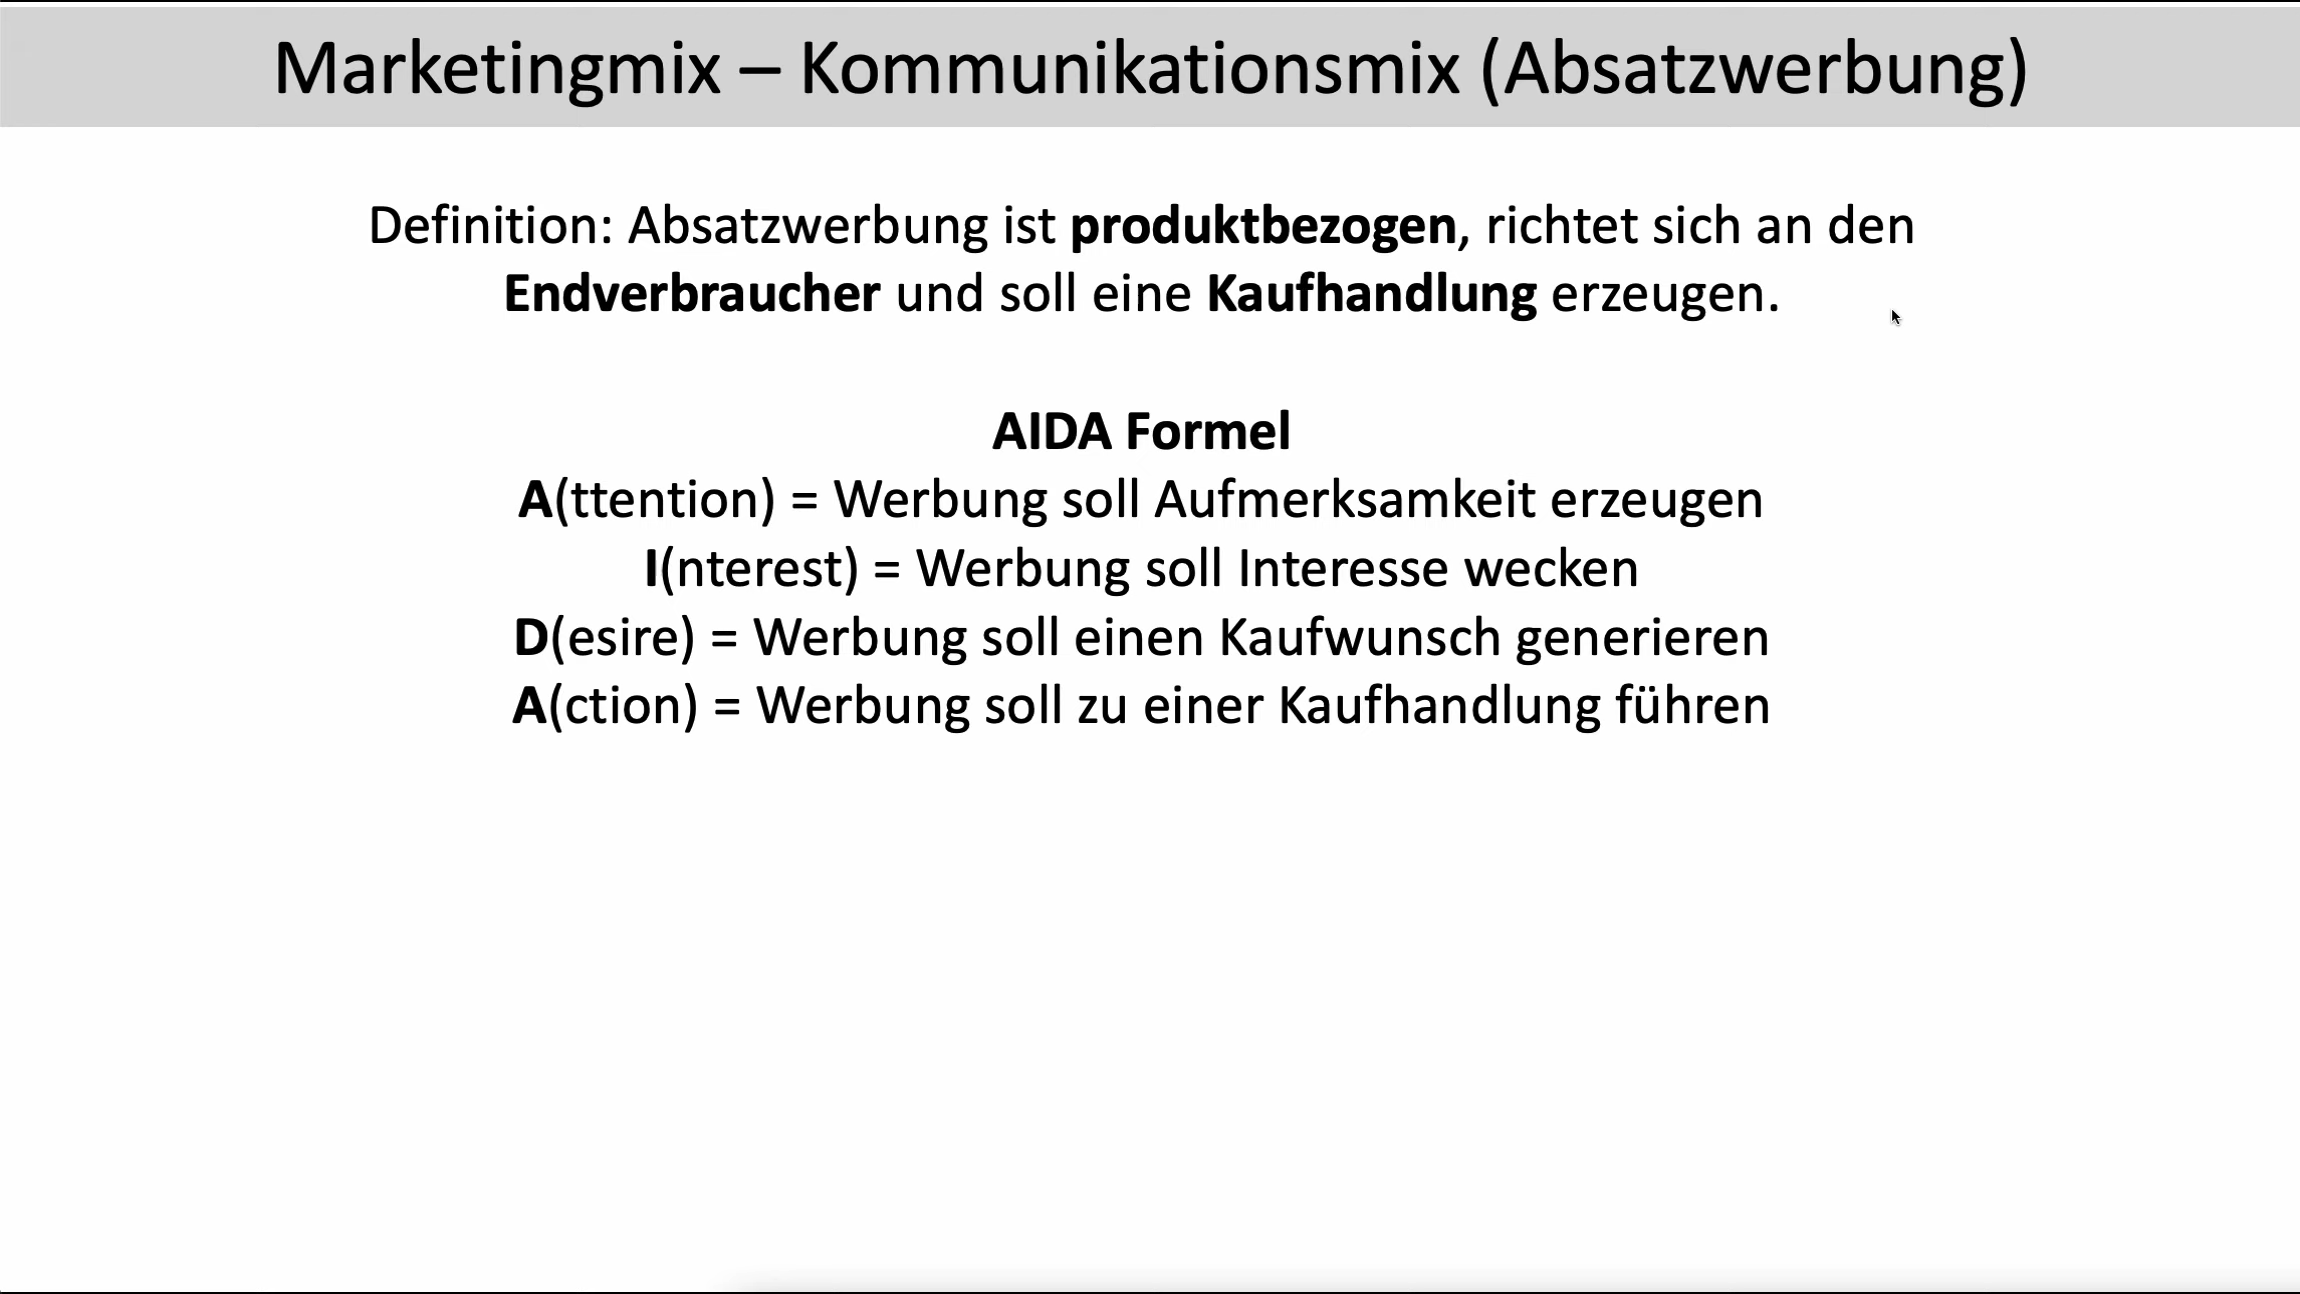 Marketingmix – Kommunikationsmix (Absatzwerbung)
Definition: Absatzwerbung ist produktbezogen, richtet sich an den
Endverbraucher und soll eine Kaufhandlung erzeugen.
AIDA Formel
A(ttention) = Werbung soll Aufmerksamkeit erzeugen
I(nterest) = Werbung soll Interesse wecken
D(esire) = Werbung soll einen Kaufwunsch generieren
A(ction) = Werbung soll zu einer Kaufhandlung führen